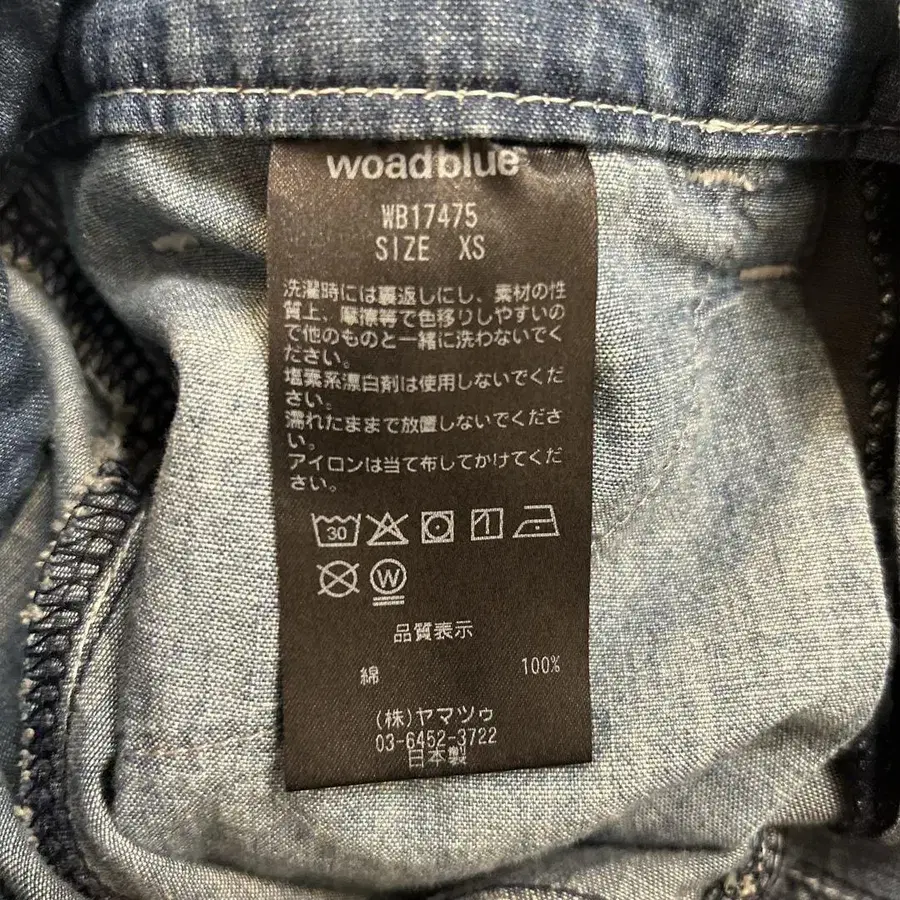 woadblue
WB17475
SIZE XS
洗濯時には裏返しにし、素材の性
質上、摩擦等で色移りしやすいの
で他のものと一緒に洗わないでく
ださい。
塩素系漂白剤は使用しないでくだ
さい。
濡れたままで放置しないでくださ
い。
アイロンは当て布してかけてくだ
さい。
30
W
品質表示
綿 100%
(株)ヤマツゥ
03-6452-3722
日本製